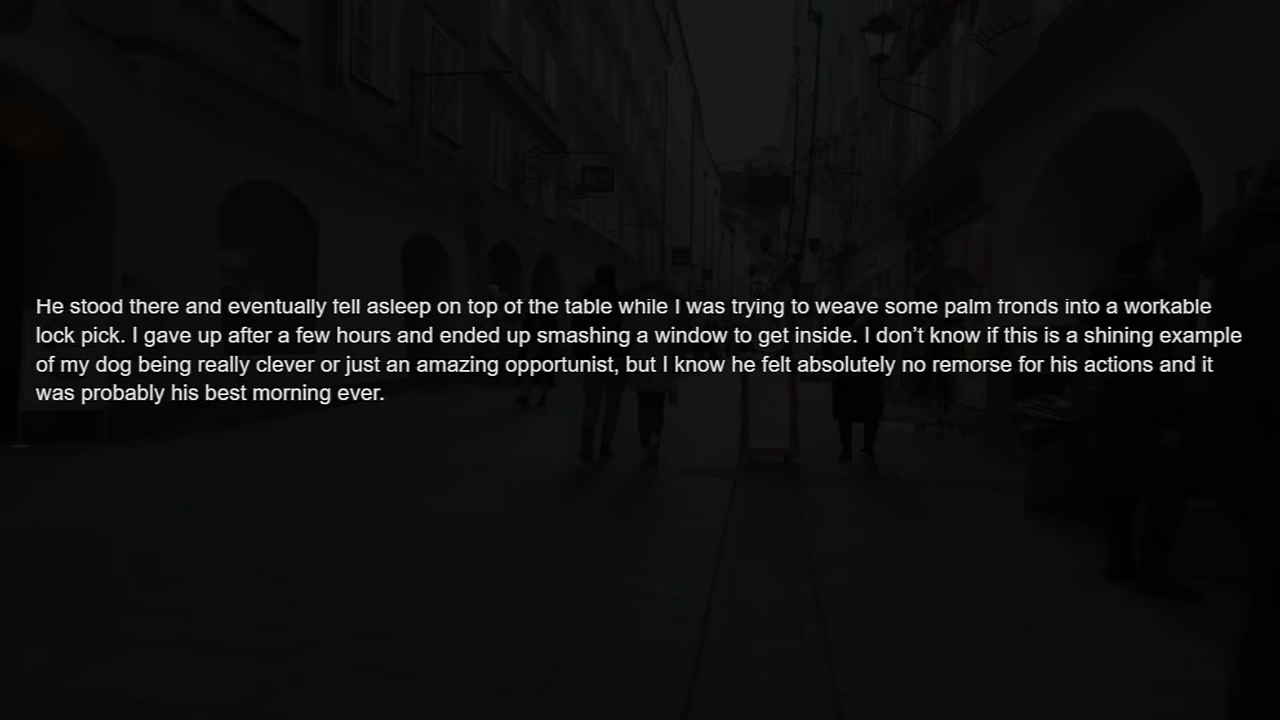 He stood there and eventually fell asleep on top of the table while I was trying to weave some palm fronds into a workable
lock pick. I gave up after a few hours and ended up smashing a window to get inside. I don’t know if this is a shining example
of my dog being really clever or just an amazing opportunist, but I know he felt absolutely no remorse for his actions and it
was probably his best morning ever.